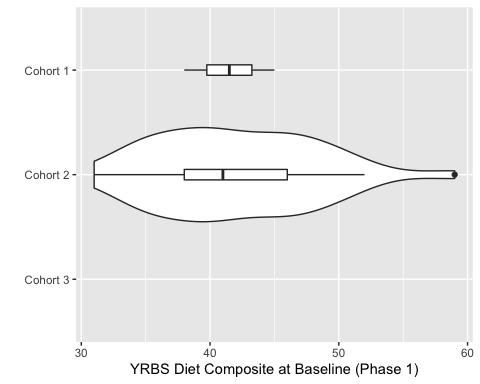 Cohort 1
Cohort 2
Cohort 3
30 40 50 60
YRBS Diet Composite at Baseline (Phase 1)